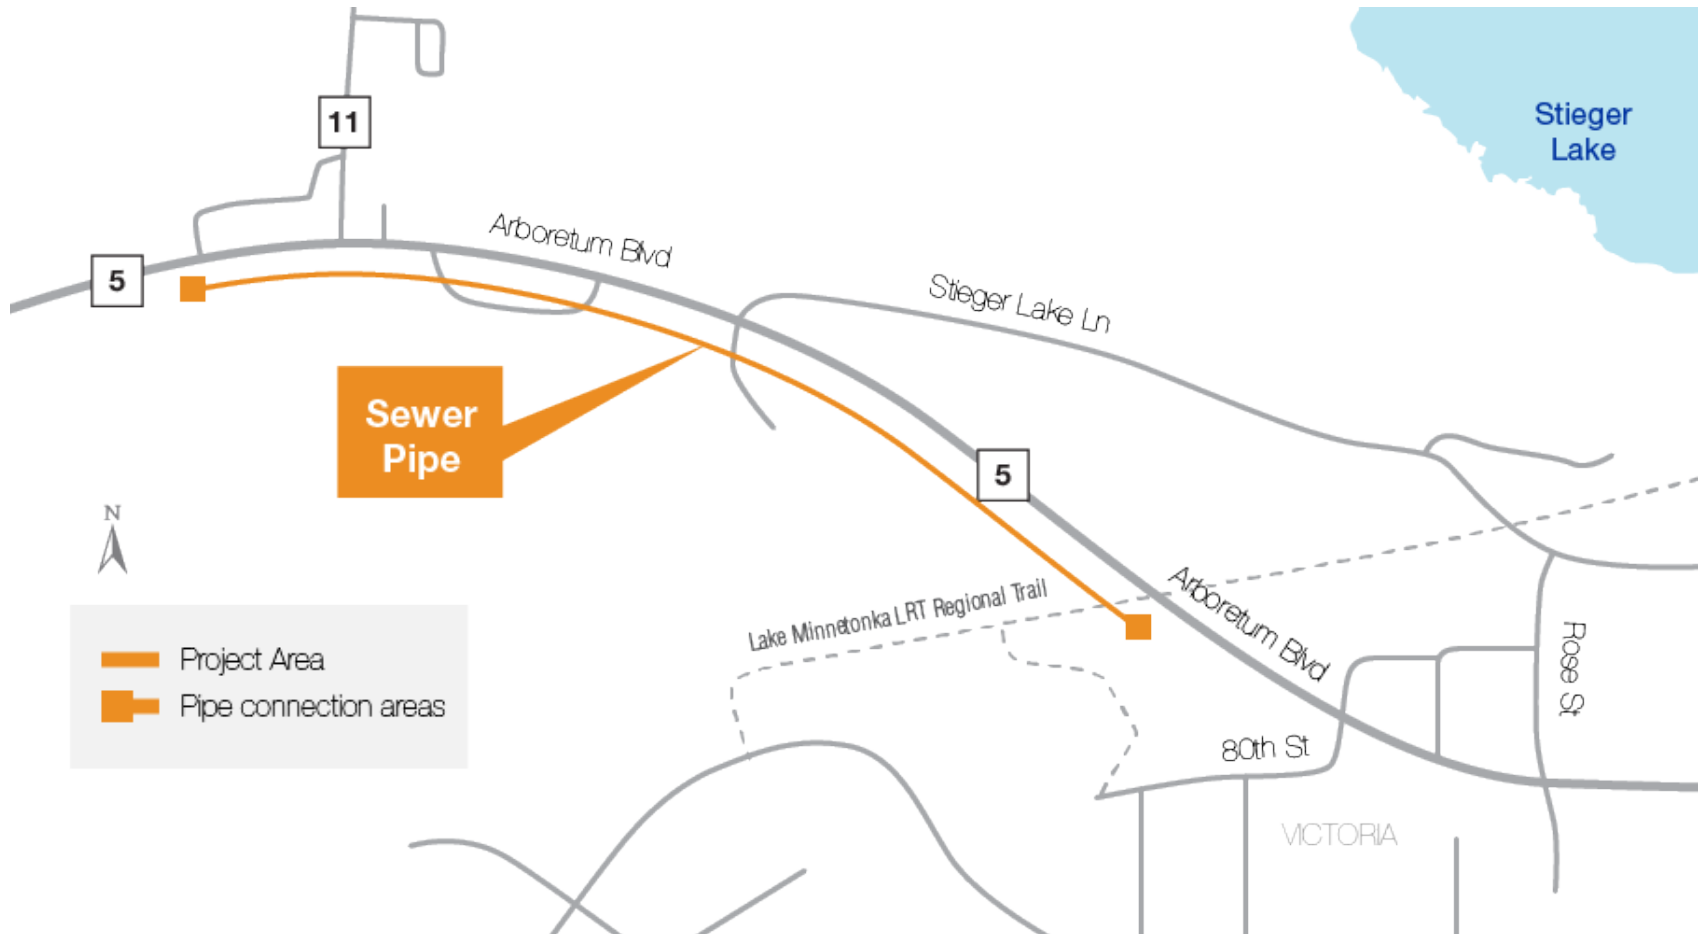 11
Stieger
Lake
Arboretum Blvd
5
Stieger Lake Ln
Sewer
Pipe
5
N
Lake Minnetonka LRT Regional Trail
Arboretum Blvd
Rose St
Project Area
Pipe connection areas
80th St
VICTORIA